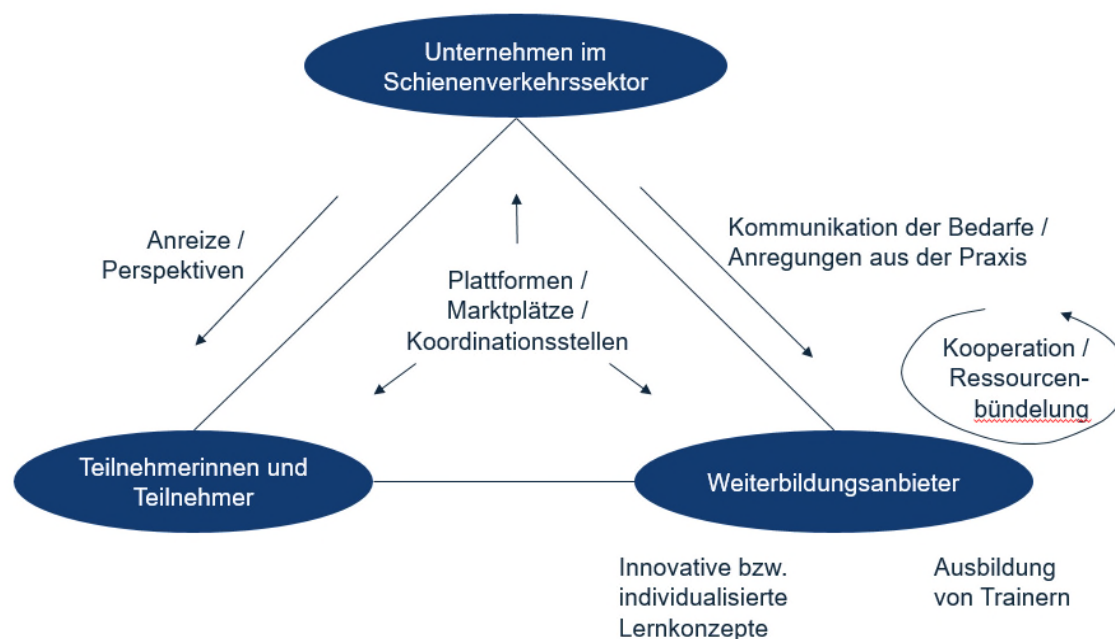 Unternehmen im
Schienenverkehrssektor
Anreize /
Perspektiven
Kommunikation der Bedarfe /
Anregungen aus der Praxis
Plattformen /
Marktplätze /
Koordinationsstellen
Kooperation /
Ressourcen-
bündelung
Teilnehmerinnen und
Teilnehmer
Weiterbildungsanbieter
Innovative bzw.
individualisierte
Lernkonzepte
Ausbildung
von Trainern